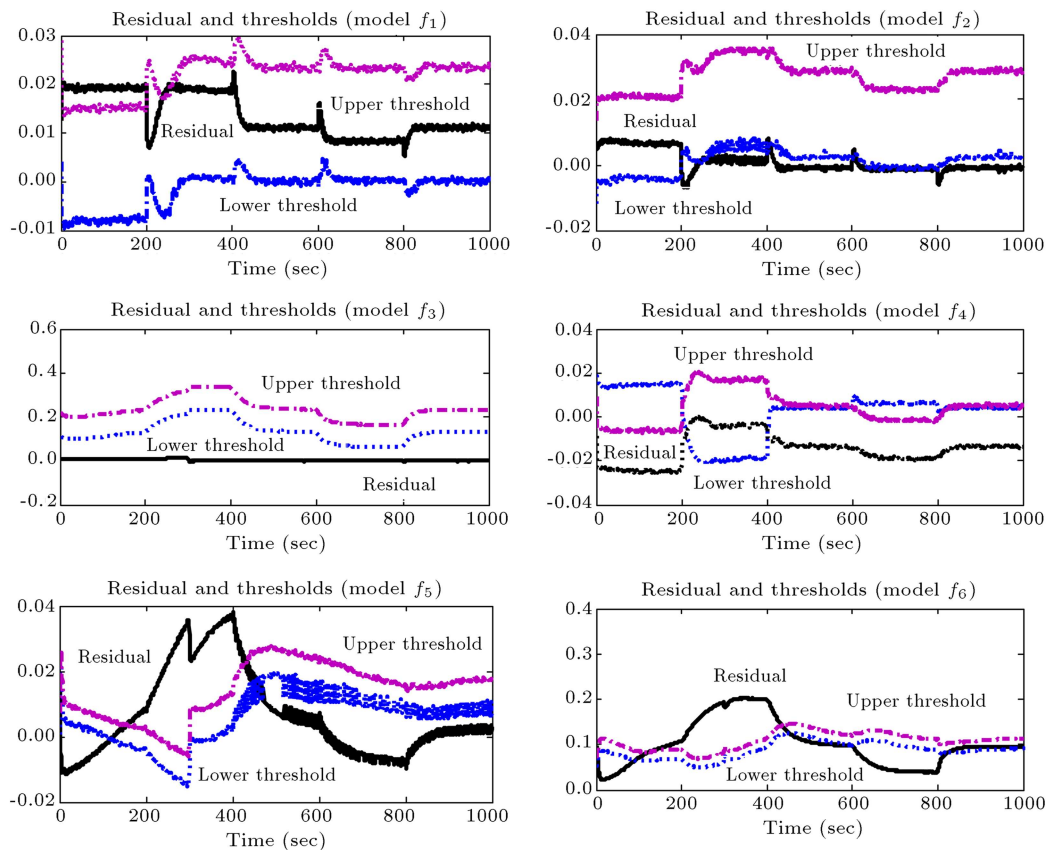 Residual and thresholds (model f1)
0.03
0.02
0.01
0.00
-0.01
Upper threshold
Residual
Lower threshold
0 200 400 600 800 1000
Time (sec)
Residual and thresholds (model f2)
0.04
0.02
0.00
-0.02
Upper threshold
Lower threshold
Residual
0 200 400 600 800 1000
Time (sec)
Residual and thresholds (model f3)
0.6
0.4
0.2
0.0
-0.2
Upper threshold
Lower threshold
Residual
0 200 400 600 800 1000
Time (sec)
Residual and thresholds (model f4)
0.04
0.02
0.00
-0.02
-0.04
Upper threshold
Residual
Lower threshold
0 200 400 600 800 1000
Time (sec)
Residual and thresholds (model f5)
0.04
0.02
0.00
-0.02
Residual
Upper threshold
Lower threshold
0 200 400 600 800 1000
Time (sec)
Residual and thresholds (model f6)
0.4
0.3
0.2
0.1
0.0
Residual
Upper threshold
Lower threshold
0 200 400 600 800 1000
Time (sec)